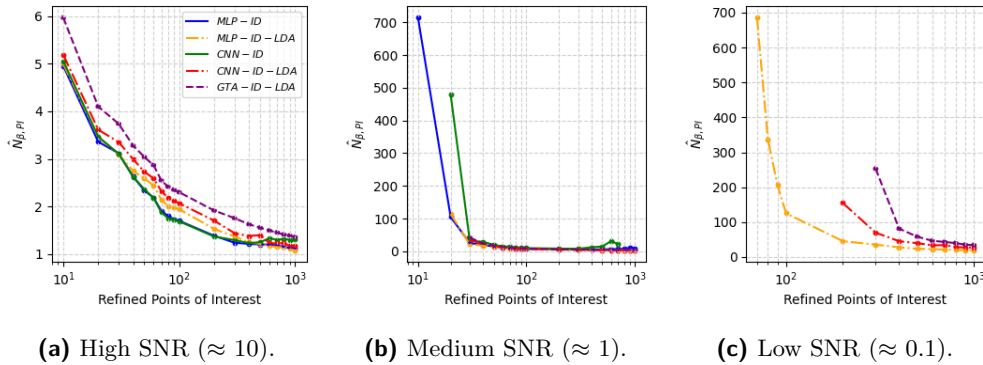 6
5
4
3
2
1
N̂β,PI
10¹
10²
10³
Refined Points of Interest
MLP − ID
MLP − ID − LDA
CNN − ID
CNN − ID − LDA
GTA − ID − LDA
(a) High SNR (≈ 10).
700
600
500
400
300
200
100
0
N̂β,PI
10¹
10²
10³
Refined Points of Interest
(b) Medium SNR (≈ 1).
700
600
500
400
300
200
100
0
N̂β,PI
10²
10³
Refined Points of Interest
(c) Low SNR (≈ 0.1).